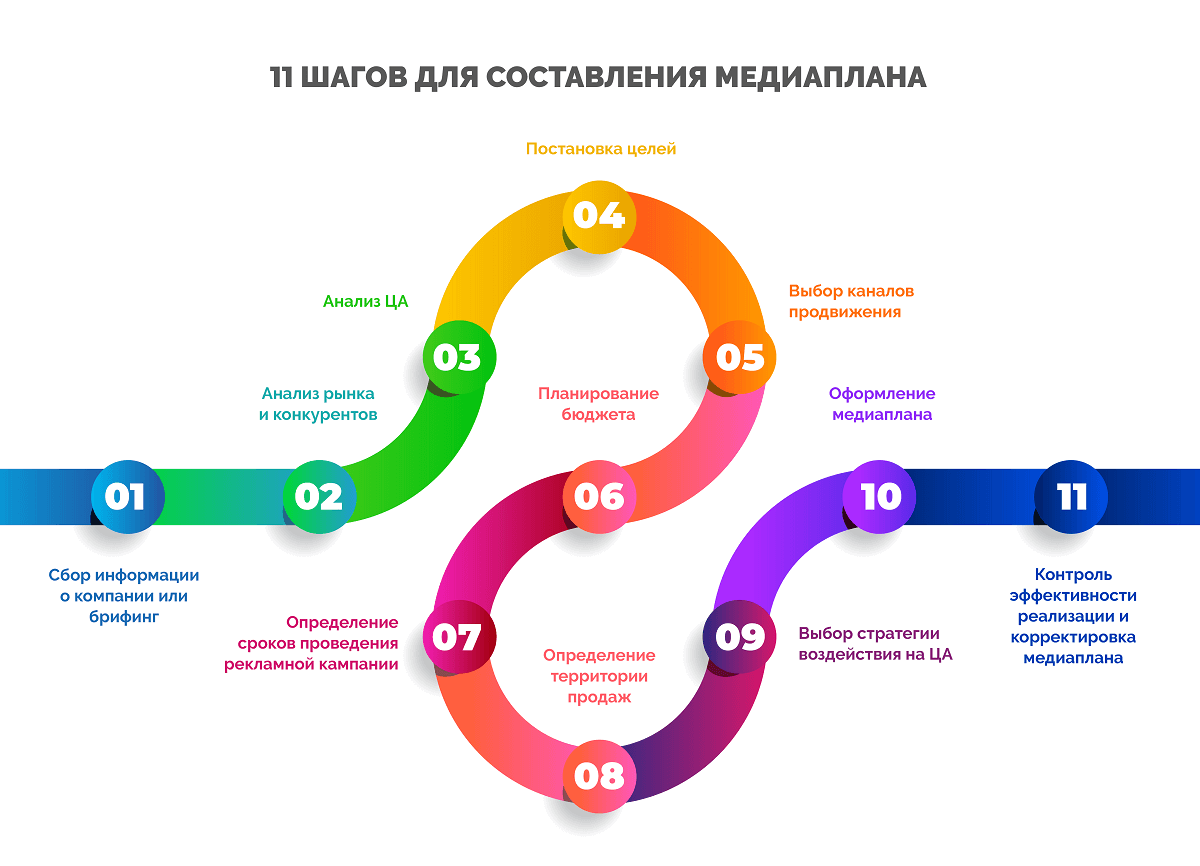 11 ШАГОВ ДЛЯ СОСТАВЛЕНИЯ МЕДИАПЛАНА
01
Сбор информации
о компании или
брифинг
02
Анализ рынка
и конкурентов
03
Анализ ЦА
04
Постановка целей
05
Выбор каналов
продвижения
06
Планирование
бюджета
07
Определение
сроков проведения
рекламной кампании
08
Определение
территории
продаж
09
Выбор стратегии
воздействия на ЦА
10
Оформление
медиаплана
11
Контроль
эффективности
реализации и
корректировка
медиаплана